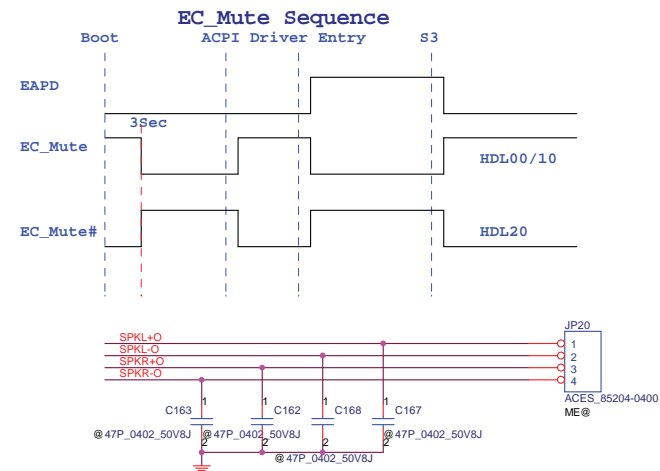 EC_Mute Sequence
Boot ACPI Driver Entry S3
EAPD
3Sec
EC_Mute
HDL00/10
EC_Mute#
HDL20
JP20
SPKL+O
1
SPKL-O
2
SPKR+O
3
SPKR-O
4
ACES_85204-0400
ME@
1 1 1 1
C163 C162 C168 C167
2 2 2 2
@47P_0402_50V8J @47P_0402_50V8J @47P_0402_50V8J
@47P_0402_50V8J